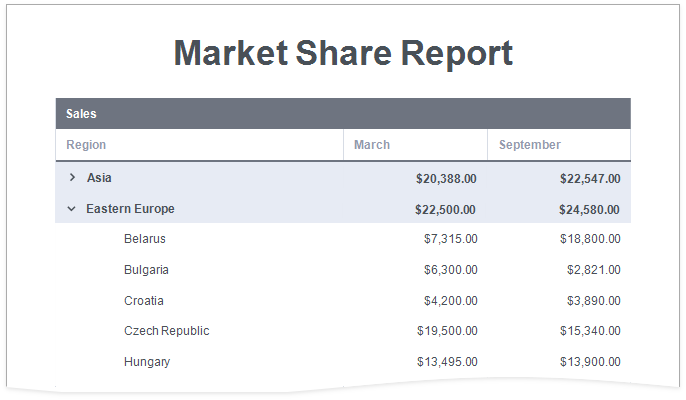 Market Share Report
Sales
Region March September
Asia $20,388.00 $22,547.00
Eastern Europe $22,500.00 $24,580.00
Belarus $7,315.00 $18,800.00
Bulgaria $6,300.00 $2,821.00
Croatia $4,200.00 $3,890.00
Czech Republic $19,500.00 $15,340.00
Hungary $13,495.00 $13,900.00